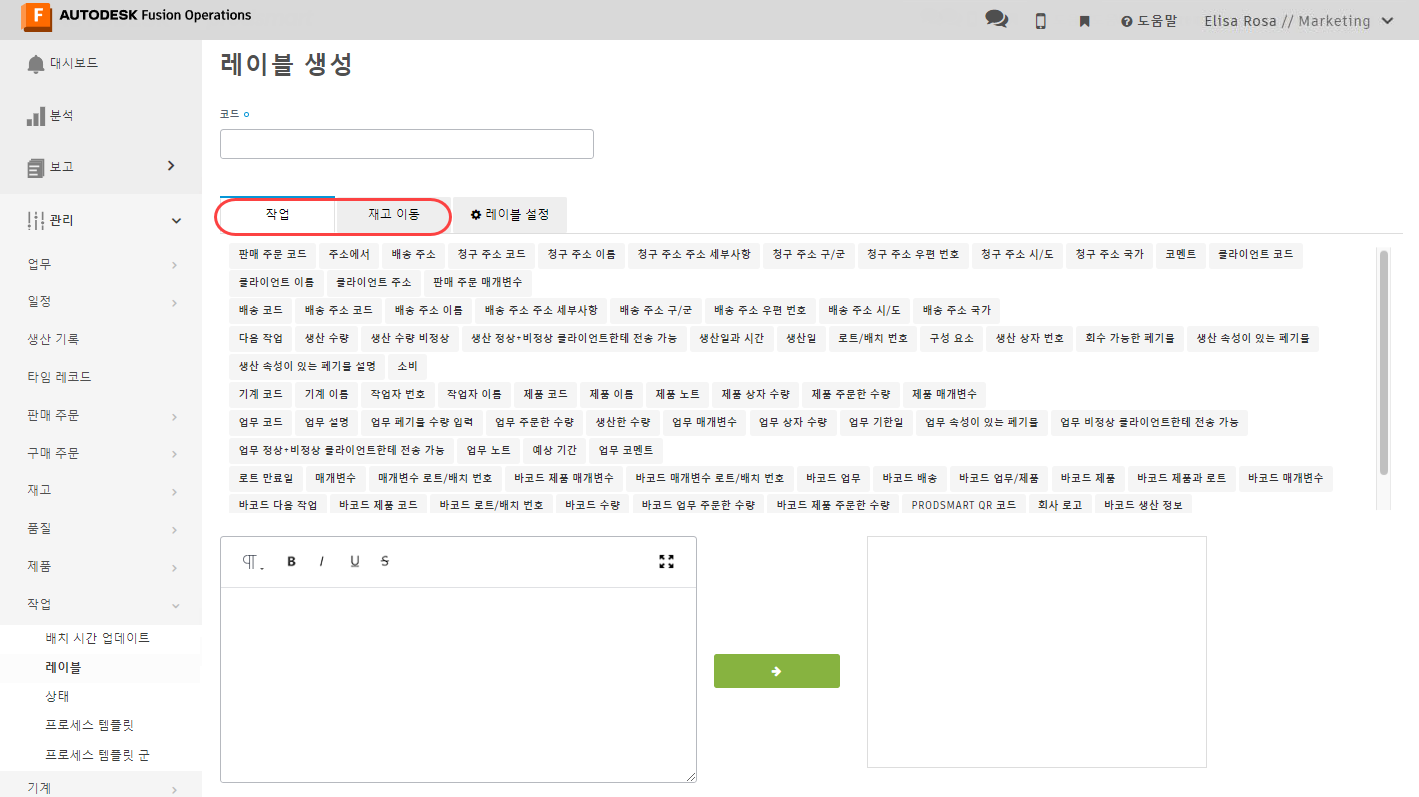 AUTODESK Fusion Operations
도움말
Elisa Rosa // Marketing
대시보드
분석
보고
관리
업무
일정
생산 기록
타임 레코드
판매 주문
구매 주문
재고
품질
제품
작업
배치 시간 업데이트
레이블
상태
프로세스 템플릿
프로세스 템플릿 군
기계
레이블 생성
코드
작업 재고 이동 레이블 설정
판매 주문 코드 주소에서 배송 주소 청구 주소 코드 청구 주소 이름 청구 주소 주소 세부사항 청구 주소 구/군 청구 주소 우편 번호 청구 주소 시/도 청구 주소 국가 코멘트 클라이언트 코드
클라이언트 이름 클라이언트 주소 판매 주문 매개변수
배송 코드 배송 주소 코드 배송 주소 이름 배송 주소 주소 세부사항 배송 주소 구/군 배송 주소 우편 번호 배송 주소 시/도 배송 주소 국가
다음 작업 생산 수량 생산 수량 비정상 생산 정상+비정상 클라이언트한테 전송 가능 생산일과 시간 생산일 로트/배치 번호 구성 요소 생산 상자 번호 회수 가능한 폐기물 생산 속성이 있는 폐기물
생산 속성이 있는 폐기물 설명 소비
기계 코드 기계 이름 작업자 번호 작업자 이름 제품 코드 제품 이름 제품 노트 제품 상자 수량 제품 주문한 수량 제품 매개변수
업무 코드 업무 설명 업무 폐기물 수량 입력 업무 주문한 수량 생산한 수량 업무 매개변수 업무 상자 수량 업무 기한일 업무 속성이 있는 폐기물 업무 비정상 클라이언트한테 전송 가능
업무 정상+비정상 클라이언트한테 전송 가능 업무 노트 예상 기간 업무 코멘트
로트 만료일 매개변수 매개변수 로트/배치 번호 바코드 제품 매개변수 바코드 매개변수 로트/배치 번호 바코드 업무 바코드 배송 바코드 업무/제품 바코드 제품 바코드 제품과 로트 바코드 매개변수
바코드 다음 작업 바코드 제품 코드 바코드 로트/배치 번호 바코드 수량 바코드 업무 주문한 수량 바코드 제품 주문한 수량 PRODSMART QR 코드 회사 로고 바코드 생산 정보
B I U S